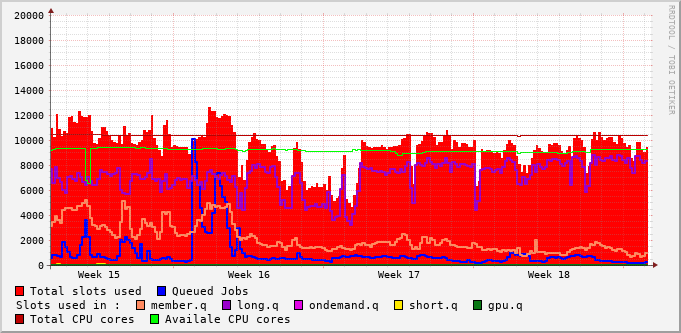 20000
18000
16000
14000
12000
10000
8000
6000
4000
2000
0
Week 15 Week 16 Week 17 Week 18
Total slots used Queued Jobs
Slots used in : member.q long.q ondemand.q short.q gpu.q
Total CPU cores Availale CPU cores
RRDTOOL / TOBI OETIKER